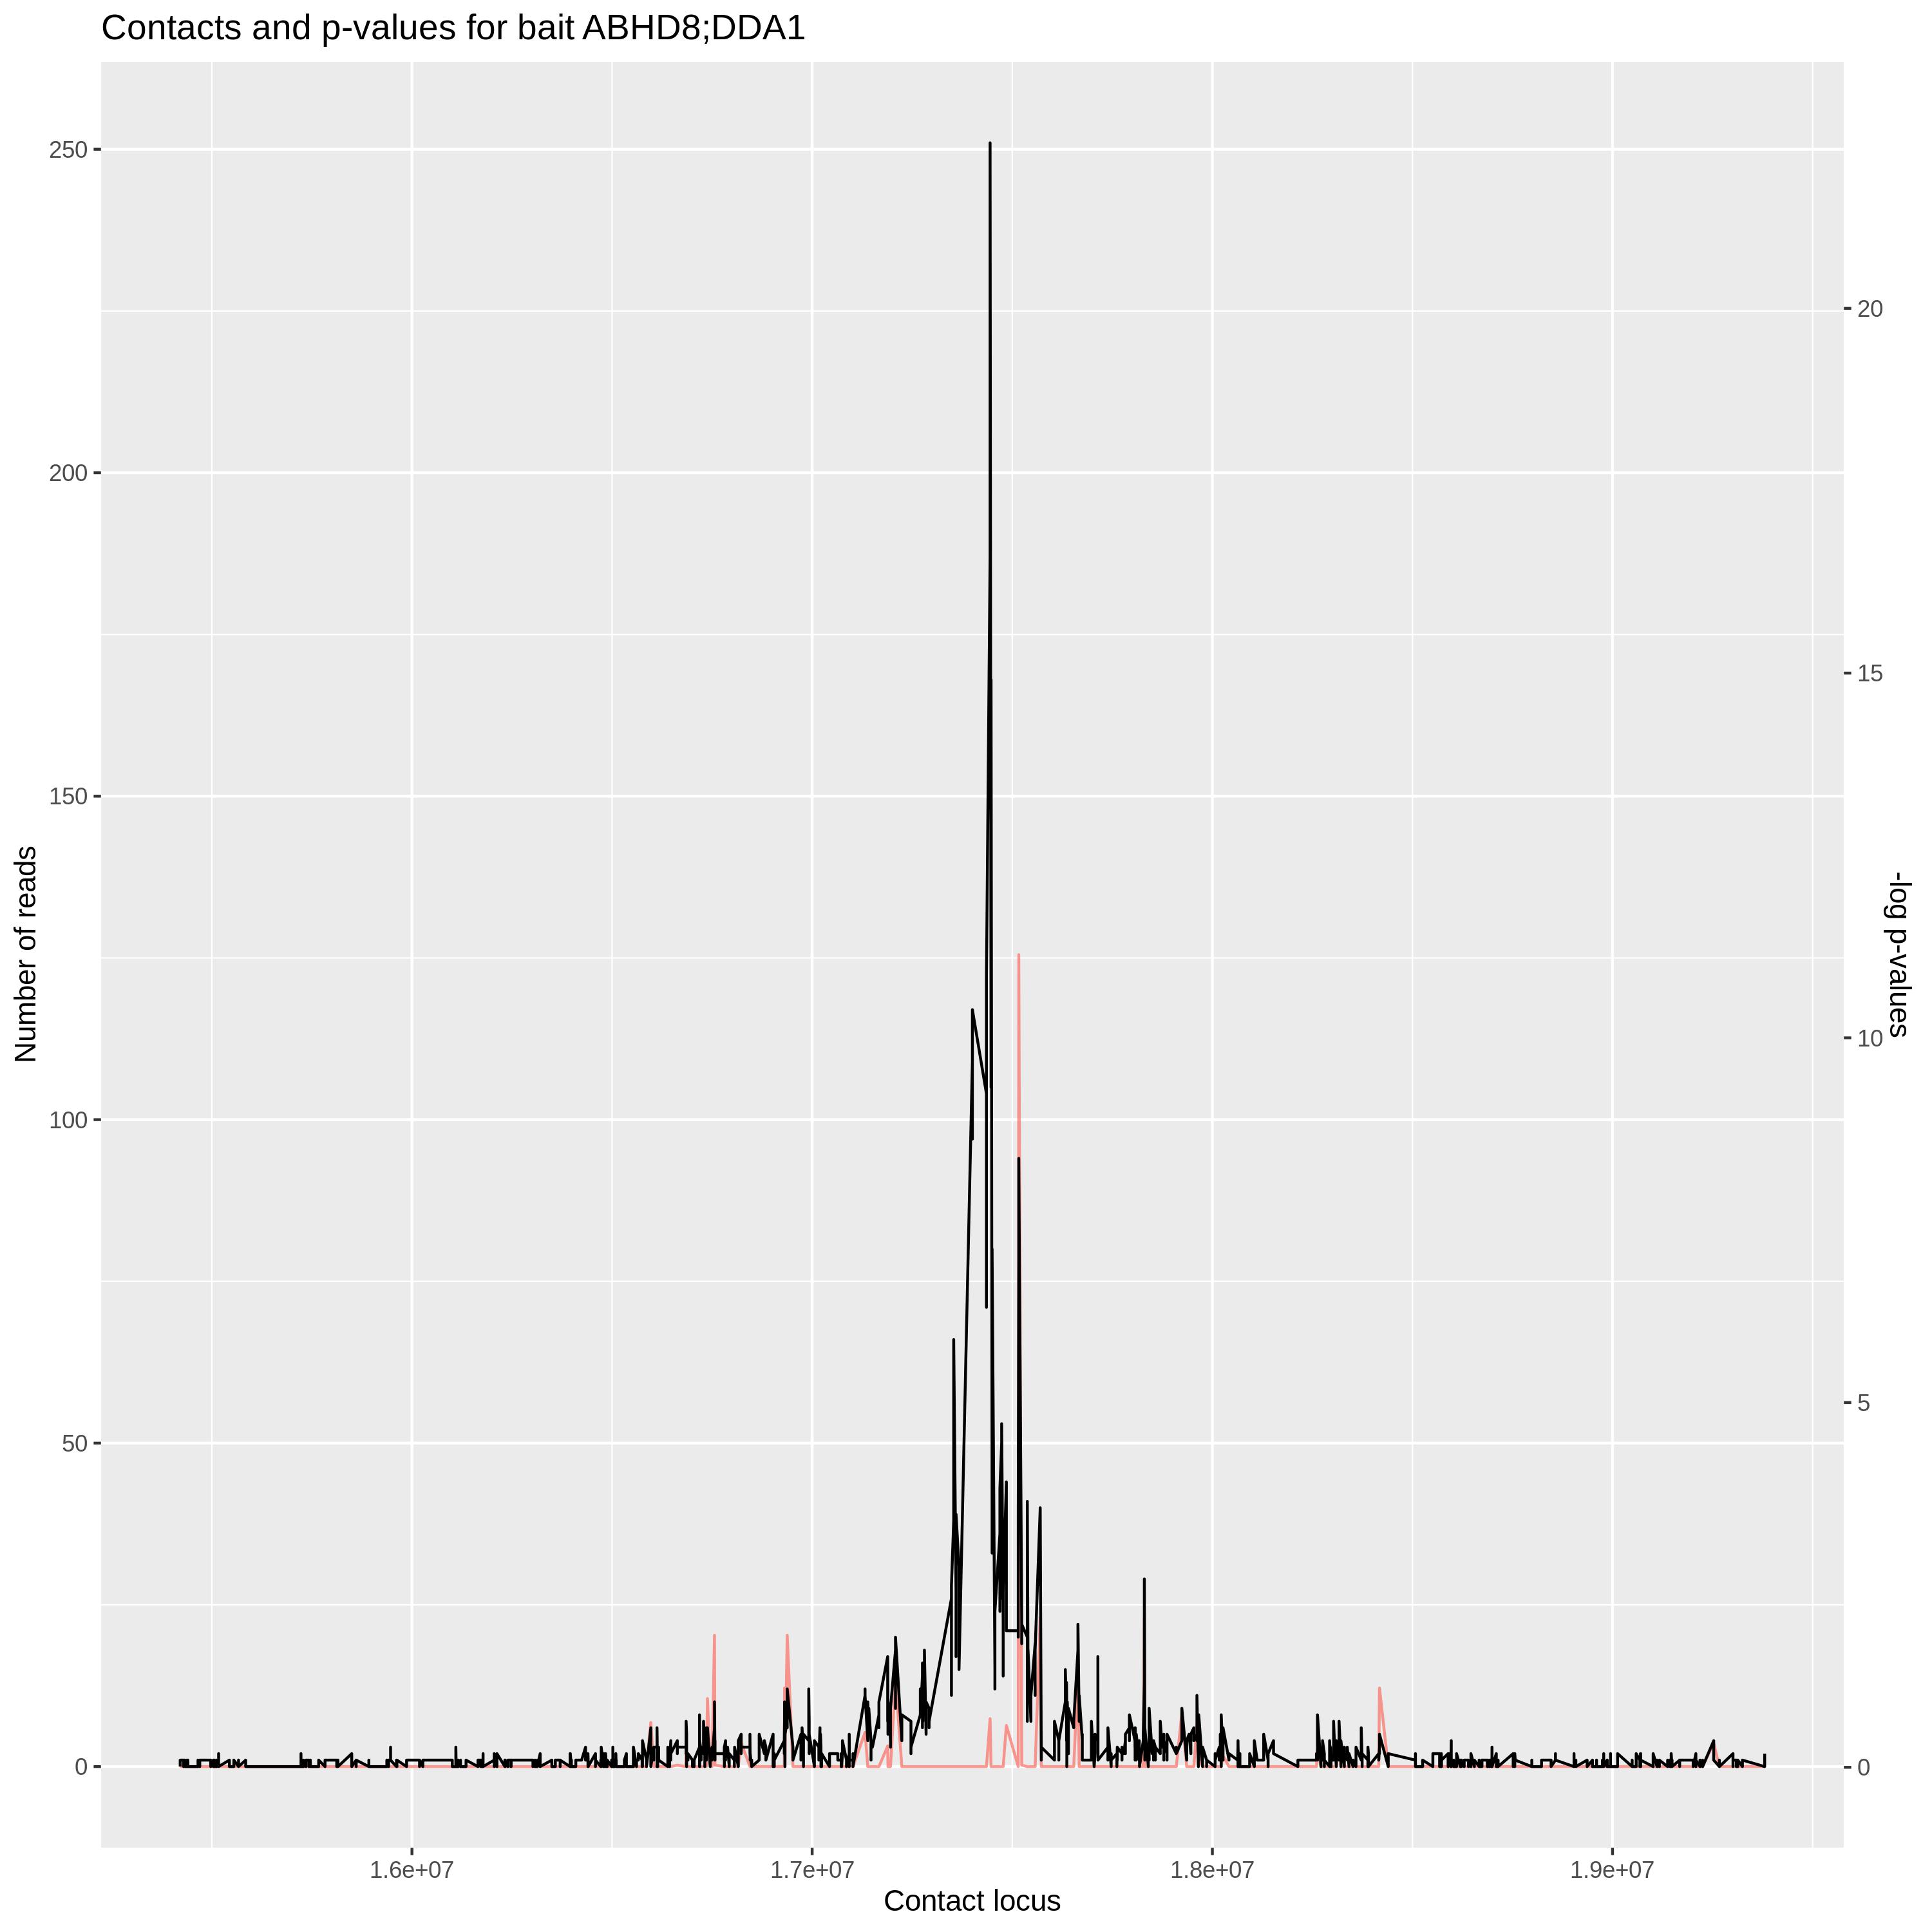 Contacts and p-values for bait ABHD8;DDA1
250
200
150
100
50
0
Number of reads
20
15
10
5
0
-log p-values
1.6e+07 1.7e+07 1.8e+07 1.9e+07
Contact locus